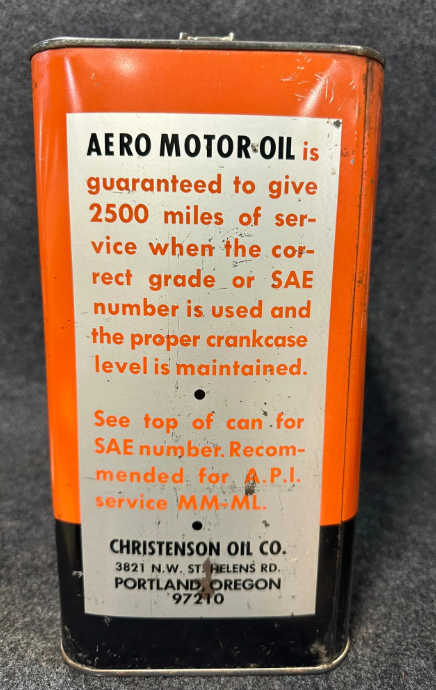 AERO MOTOR OIL is
guaranteed to give
2500 miles of ser-
vice when the cor-
rect grade or SAE
number is used and
the proper crankcase
level is maintained.
See top of can for
SAE number. Recom-
mended for A.P.I.
service MM-ML.
CHRISTENSON OIL CO.
3821 N.W. ST. HELENS RD.
PORTLAND, OREGON
97210